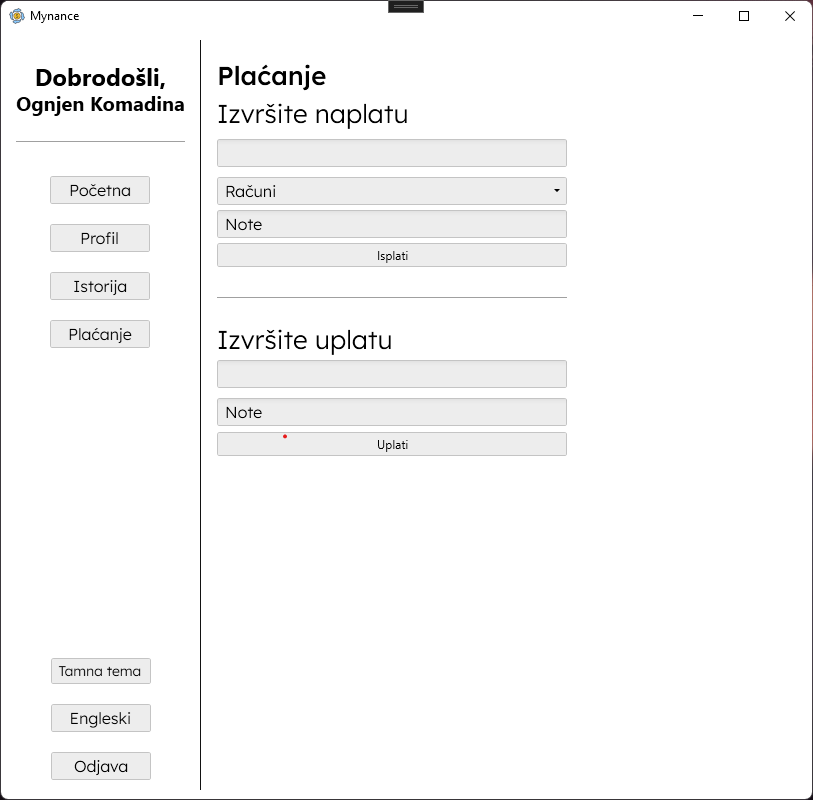 Mynance
Dobrodošli,
Ognjen Komadina
Početna
Profil
Istorija
Plaćanje
Tamna tema
Engleski
Odjava
Plaćanje
Izvršite naplatu
Računi
Note
Isplati
Izvršite uplatu
Note
Uplati